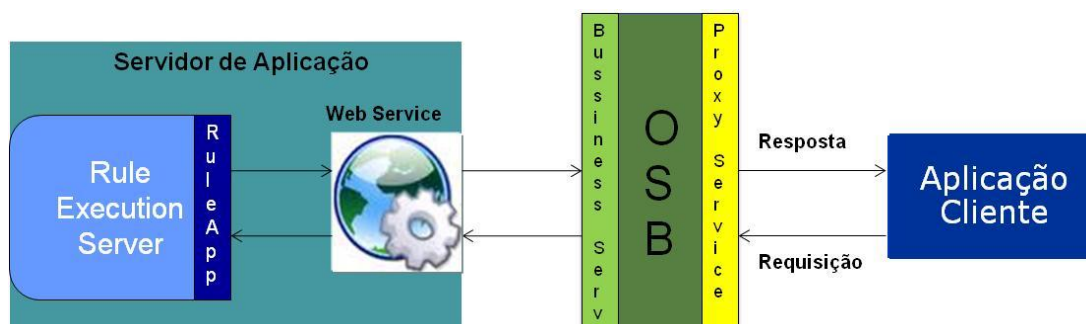 Servidor de Aplicação
Web Service
Rule
Execution
Server
RuleApp
Bussiness Serv
OSB
Proxy Service
Resposta
Requisição
Aplicação
Cliente